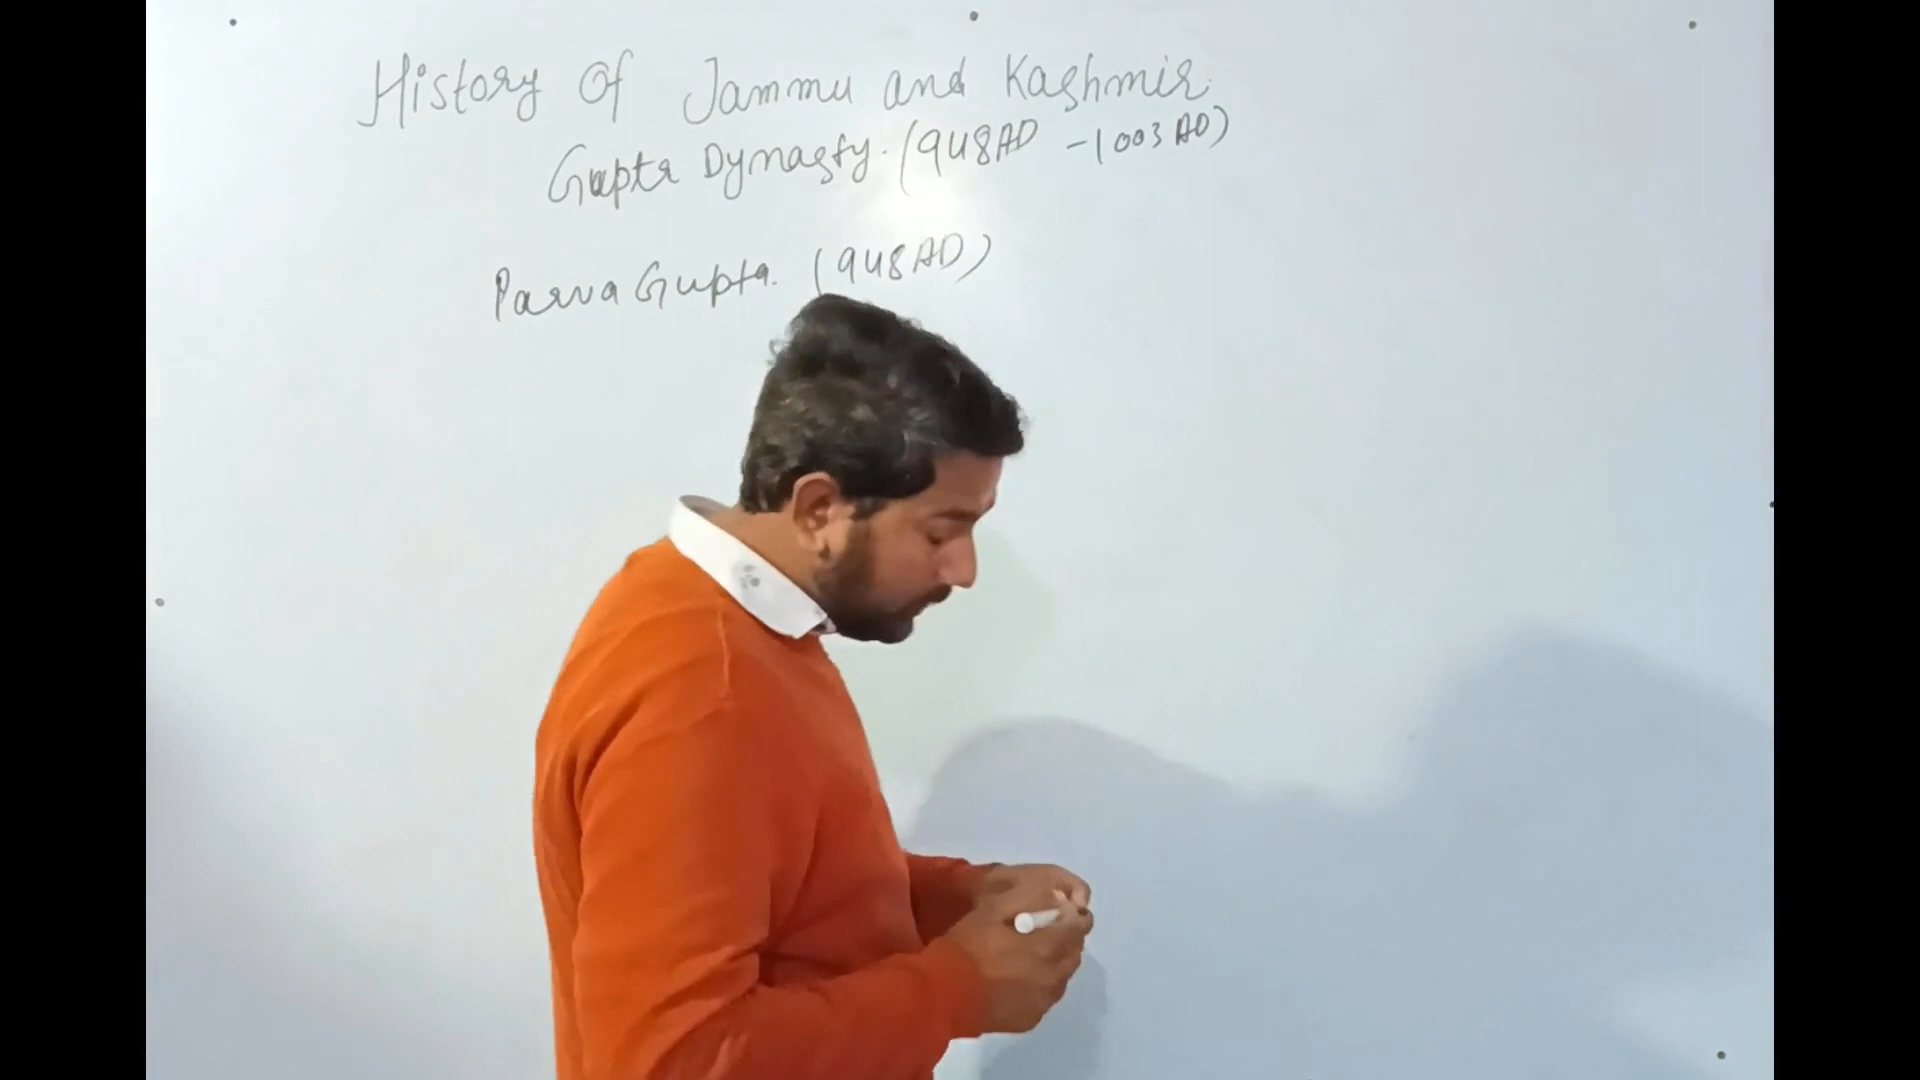 History Of Jammu and Kashmir.
Gupta Dynasty. (948AD - 1003 AD)
Parva Gupta. (948AD)